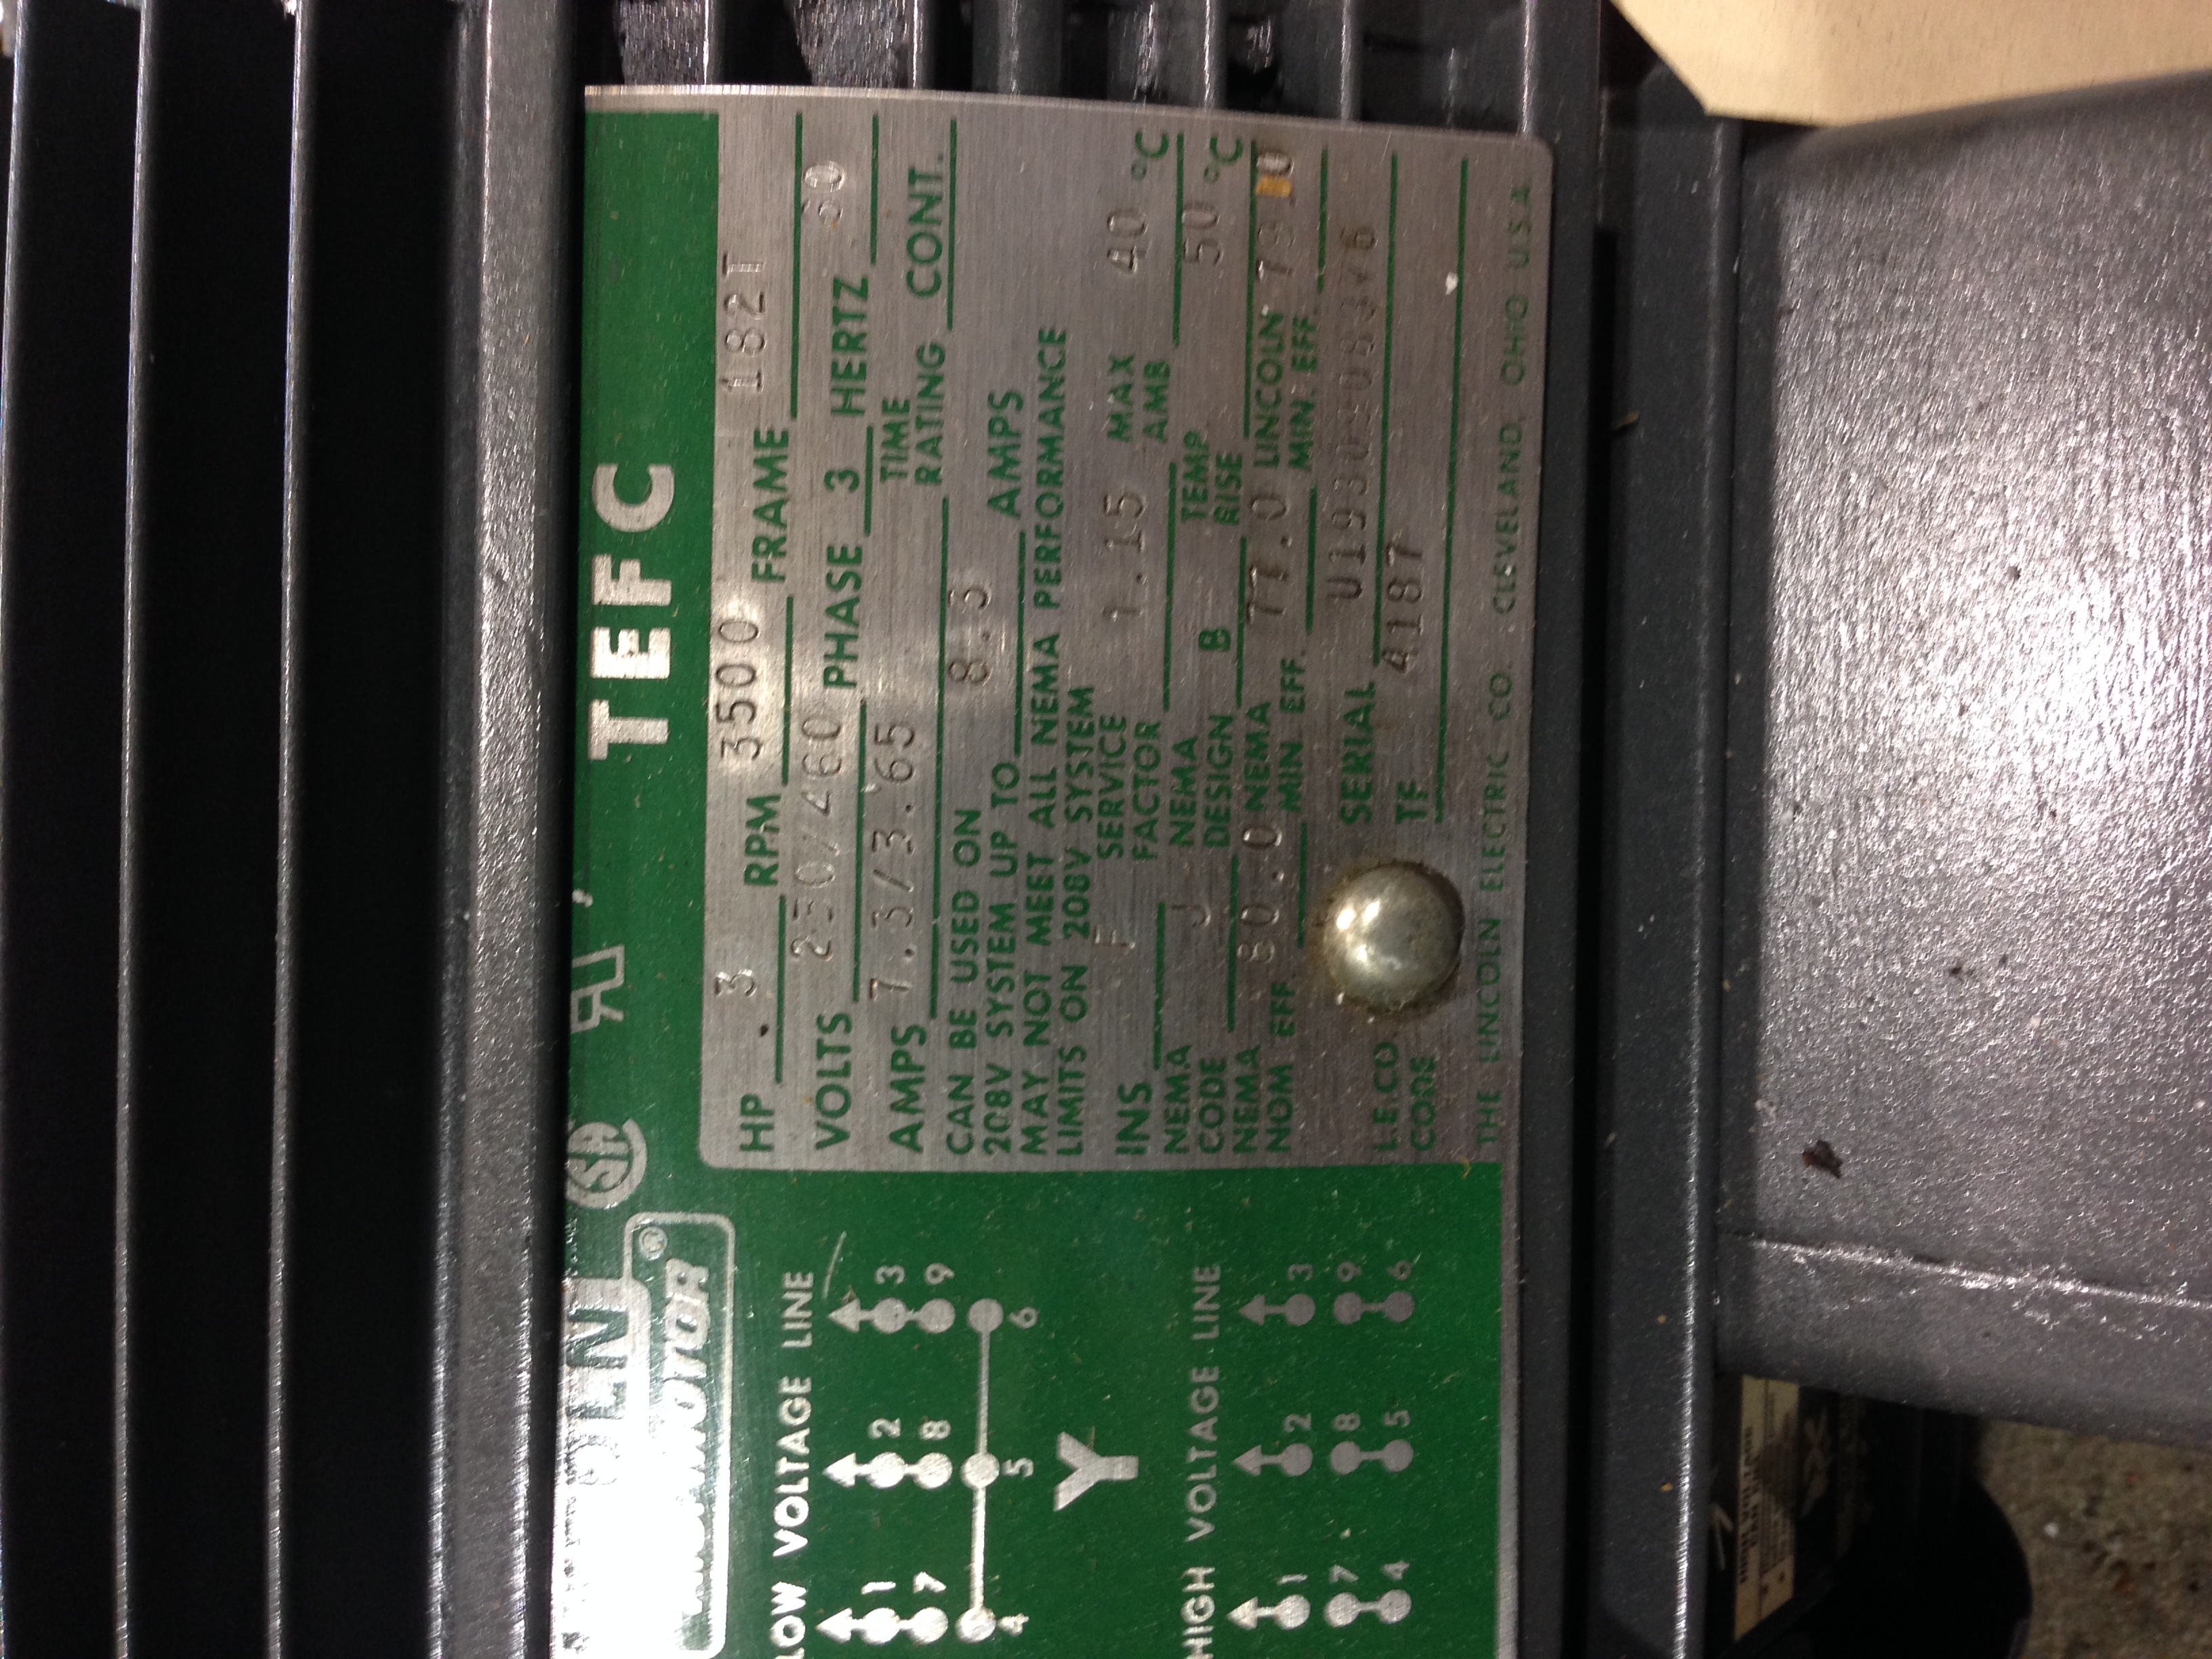 TEFC
MOTOR®
HP 3 RPM 3500 FRAME 182T
VOLTS 230/460 PHASE 3 HERTZ 60
AMPS 7.3/3.65 TIME RATING CONT.
CAN BE USED ON
208V SYSTEM UP TO 8.3 AMPS
MAY NOT MEET ALL NEMA PERFORMANCE
LIMITS ON 208V SYSTEM
INS F SERVICE FACTOR 1.15 MAX AMB 40 °C
NEMA CODE J NEMA DESIGN B TEMP RISE 50 °C
NEMA NOM EFF. 80.0 NEMA MIN EFF. 77.0 LINCOLN MIN. EFF.
SERIAL
L.E.CO CODE TF 4187
THE LINCOLN ELECTRIC CO. CLEVELAND, OHIO U.S.A.
LOW VOLTAGE LINE
1 2 3
7 8 9
4 5 6
Y
HIGH VOLTAGE LINE
1 2 3
7 8 9
4 5 6